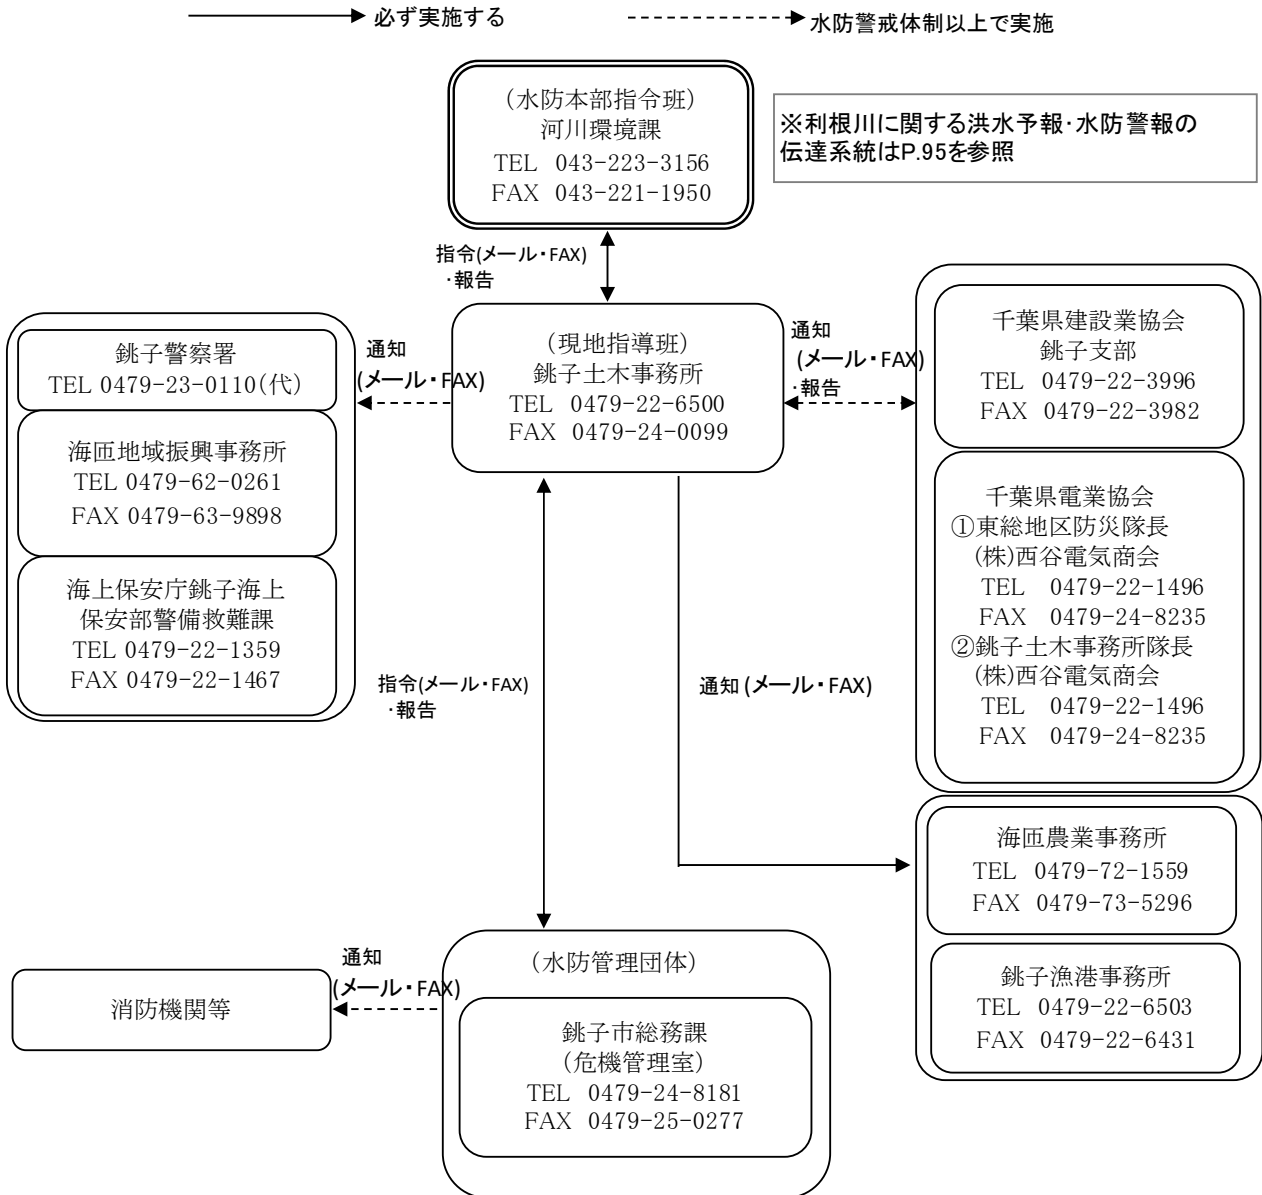 必ず実施する
水防警戒体制以上で実施
(水防本部指令班)
河川環境課
TEL 043-223-3156
FAX 043-221-1950
※利根川に関する洪水予報・水防警報の
伝達系統はP.95を参照
指令(メール・FAX)
・報告
銚子警察署
TEL 0479-23-0110(代)
海匝地域振興事務所
TEL 0479-62-0261
FAX 0479-63-9898
海上保安庁銚子海上
保安部警備救難課
TEL 0479-22-1359
FAX 0479-22-1467
通知
(メール・FAX)
(現地指導班)
銚子土木事務所
TEL 0479-22-6500
FAX 0479-24-0099
通知
(メール・FAX)
・報告
千葉県建設業協会
銚子支部
TEL 0479-22-3996
FAX 0479-22-3982
千葉県電業協会
①東総地区防災隊長
(株)西谷電気商会
TEL 0479-22-1496
FAX 0479-24-8235
②銚子土木事務所隊長
(株)西谷電気商会
TEL 0479-22-1496
FAX 0479-24-8235
指令(メール・FAX)
・報告
通知(メール・FAX)
海匝農業事務所
TEL 0479-72-1559
FAX 0479-73-5296
銚子漁港事務所
TEL 0479-22-6503
FAX 0479-22-6431
消防機関等
通知
(メール・FAX)
(水防管理団体)
銚子市総務課
(危機管理室)
TEL 0479-24-8181
FAX 0479-25-0277